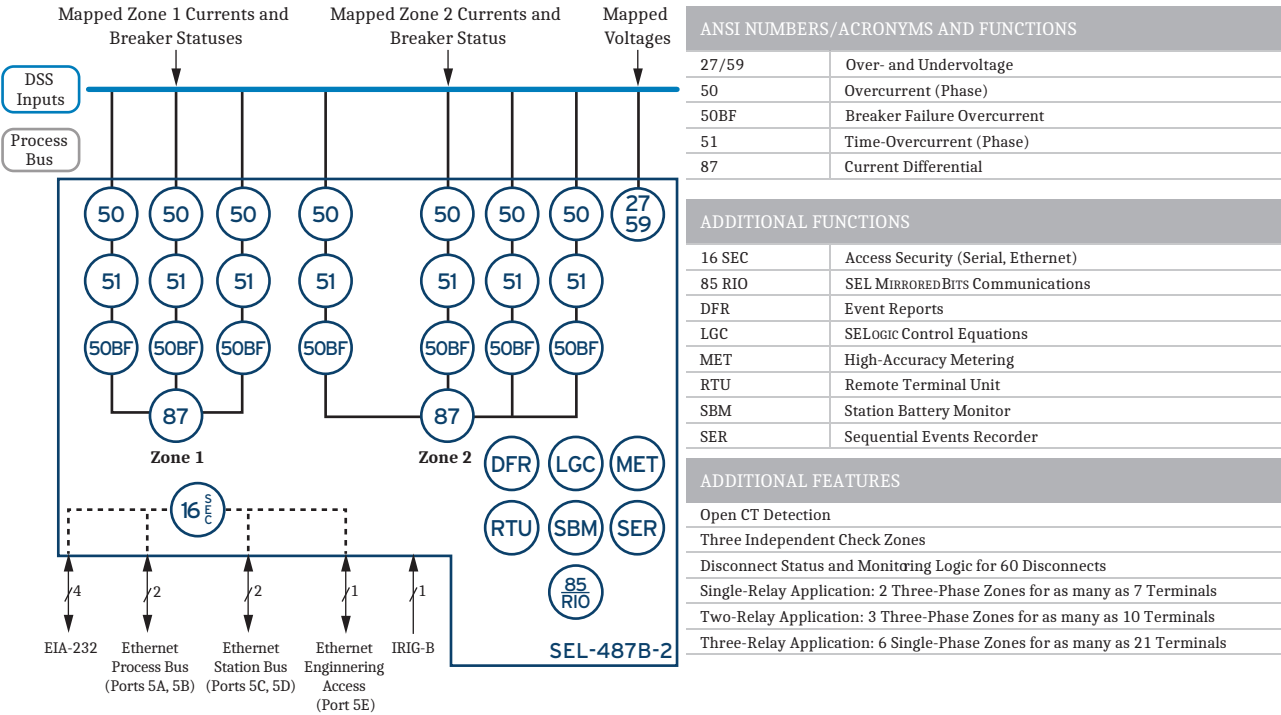 Mapped Zone 1 Currents and
Breaker Statuses
Mapped Zone 2 Currents and
Breaker Status
Mapped
Voltages
DSS
Inputs
Process
Bus
50 50 50 50 50 50 50 27
59
51 51 51 51 51 51 51
50BF 50BF 50BF 50BF 50BF 50BF 50BF
87 87
Zone 1 Zone 2
DFR LGC MET
16 SEC
RTU SBM SER
85
RIO
4 2 2 1 1
EIA-232
Ethernet
Process Bus
(Ports 5A, 5B)
Ethernet
Station Bus
(Ports 5C, 5D)
Ethernet
Enginnering
Access
(Port 5E)
IRIG-B
SEL-487B-2
ANSI NUMBERS/ACRONYMS AND FUNCTIONS
27/59 Over- and Undervoltage
50 Overcurrent (Phase)
50BF Breaker Failure Overcurrent
51 Time-Overcurrent (Phase)
87 Current Differential
ADDITIONAL FUNCTIONS
16 SEC Access Security (Serial, Ethernet)
85 RIO SEL MIRRORED BITS Communications
DFR Event Reports
LGC SELOGIC Control Equations
MET High-Accuracy Metering
RTU Remote Terminal Unit
SBM Station Battery Monitor
SER Sequential Events Recorder
ADDITIONAL FEATURES
Open CT Detection
Three Independent Check Zones
Disconnect Status and Monitoring Logic for 60 Disconnects
Single-Relay Application: 2 Three-Phase Zones for as many as 7 Terminals
Two-Relay Application: 3 Three-Phase Zones for as many as 10 Terminals
Three-Relay Application: 6 Single-Phase Zones for as many as 21 Terminals